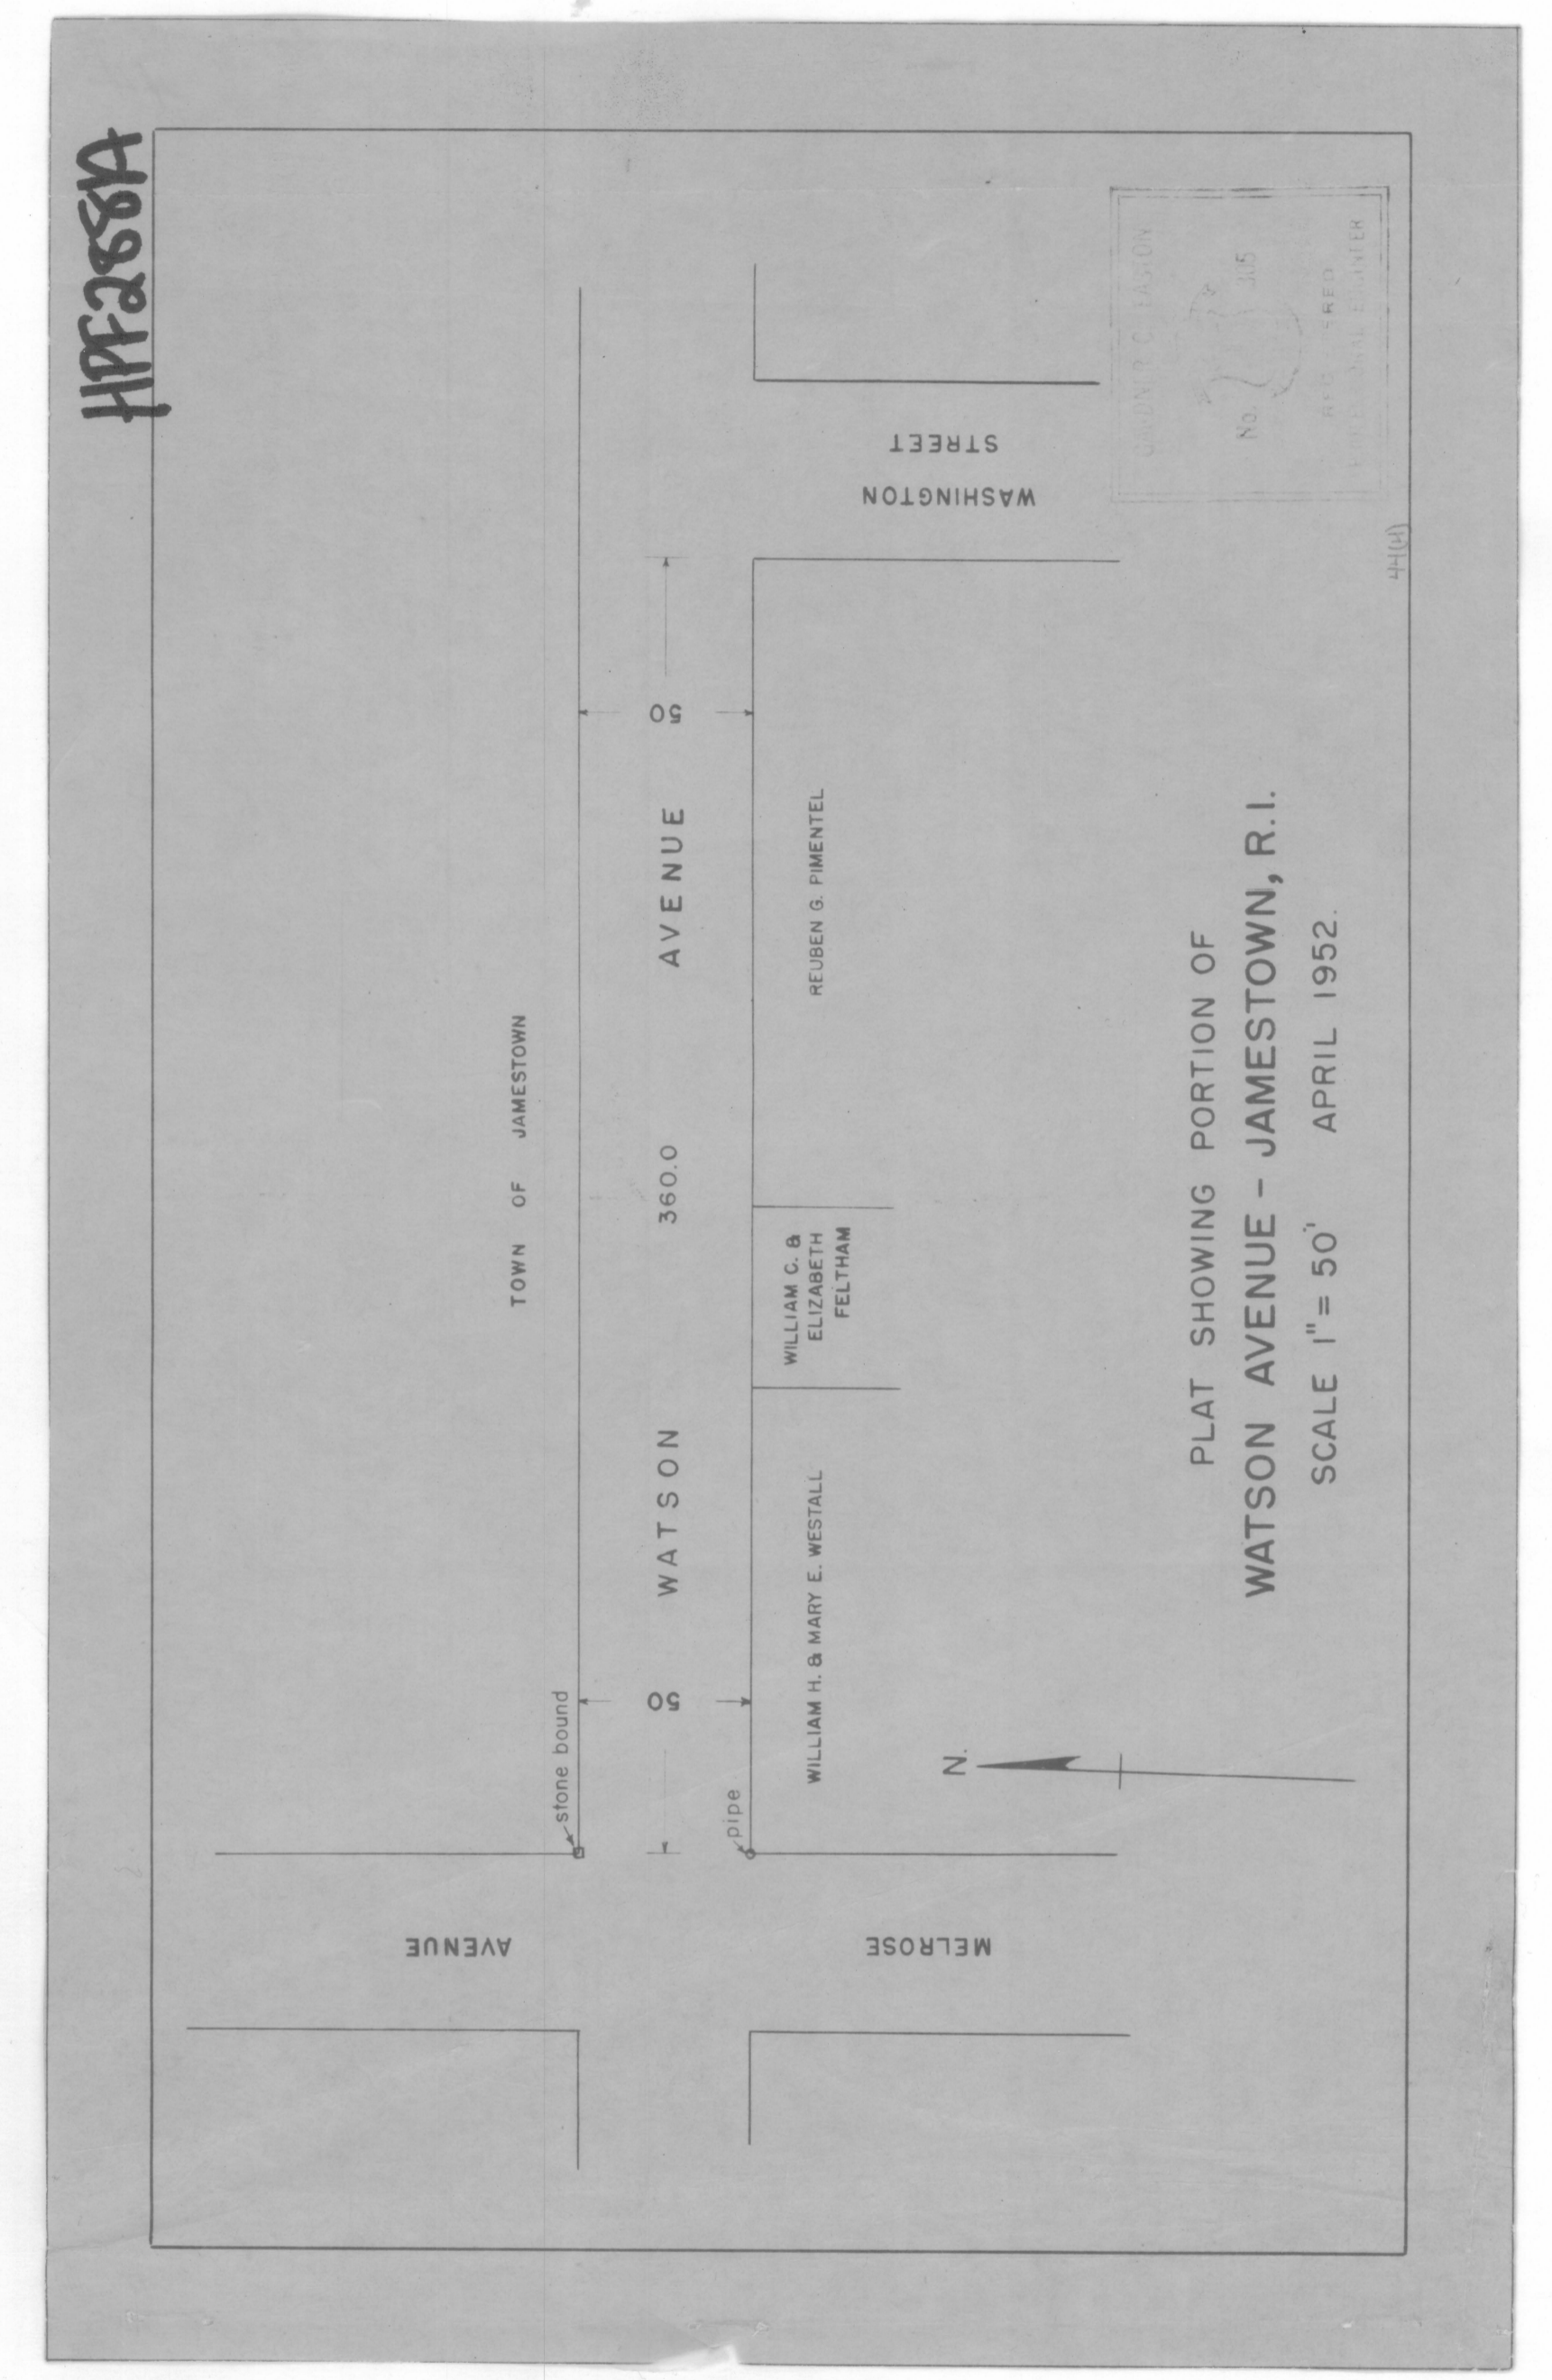 HPF288A
TOWN OF JAMESTOWN
stone bound
WATSON 360.0 AVENUE
50
50
pipe
WILLIAM H. & MARY E. WESTALL
WILLIAM C. &
ELIZABETH
FELTHAM
REUBEN G. PIMENTEL
MELROSE AVENUE
WASHINGTON
STREET
N.
PLAT SHOWING PORTION OF
WATSON AVENUE - JAMESTOWN, R.I.
SCALE 1" = 50' APRIL 1952.
No. 305
44(H)